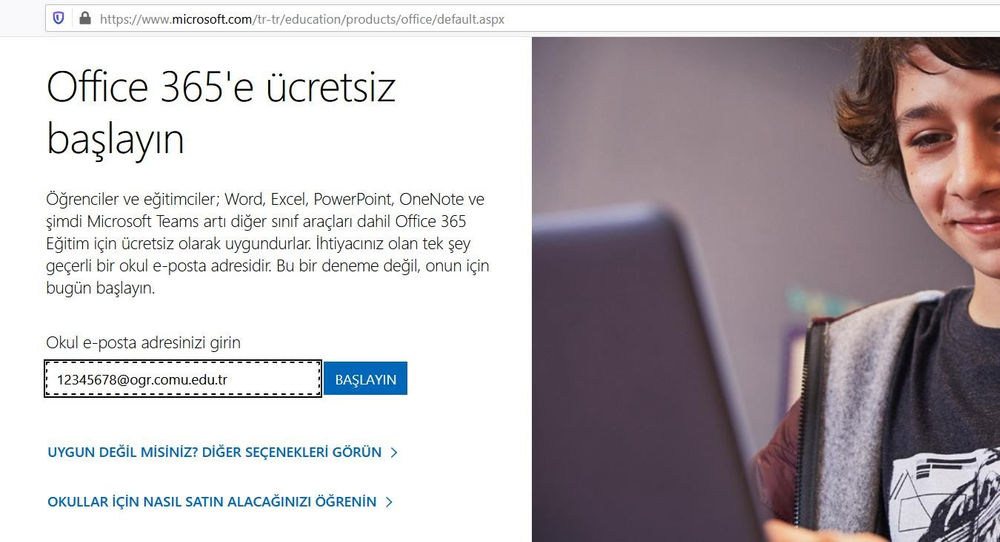 https://www.microsoft.com/tr-tr/education/products/office/default.aspx
Office 365'e ücretsiz
başlayın
Öğrenciler ve eğitimciler; Word, Excel, PowerPoint, OneNote ve
şimdi Microsoft Teams artı diğer sınıf araçları dahil Office 365
Eğitim için ücretsiz olarak uygundurlar. İhtiyacınız olan tek şey
geçerli bir okul e-posta adresidir. Bu bir deneme değil, onun için
bugün başlayın.
Okul e-posta adresinizi girin
12345678@ogr.comu.edu.tr
BAŞLAYIN
UYGUN DEĞİL MİSİNİZ? DİĞER SEÇENEKLERİ GÖRÜN
OKULLAR İÇİN NASIL SATIN ALACAĞINIZI ÖĞRENİN